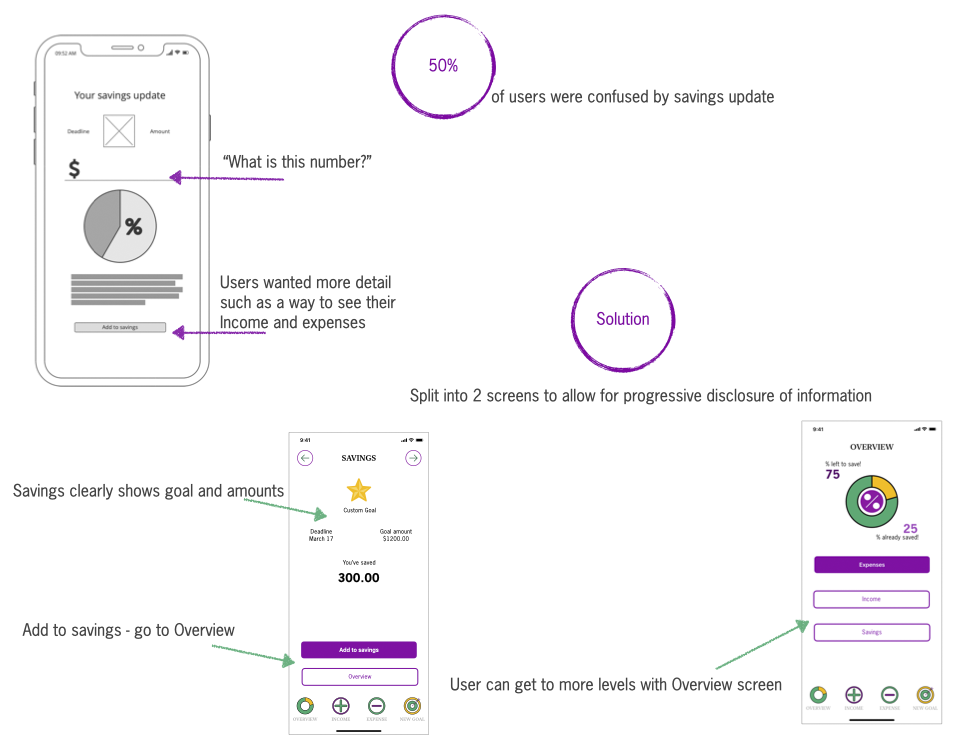 50%
of users were confused by savings update
09:52 AM
Your savings update
Deadline
Amount
$
%
Add to savings
“What is this number?”
Users wanted more detail
such as a way to see their
Income and expenses
Solution
Split into 2 screens to allow for progressive disclosure of information
Savings clearly shows goal and amounts
Add to savings - go to Overview
9:41
SAVINGS
Custom Goal
Deadline
March 17
Goal amount
$1200.00
You've saved
300.00
Add to savings
Overview
OVERVIEW
INCOME
EXPENSE
NEW GOAL
User can get to more levels with Overview screen
9:41
OVERVIEW
% left to save!
75
25
% already saved!
Expenses
Income
Savings
OVERVIEW
INCOME
EXPENSE
NEW GOAL